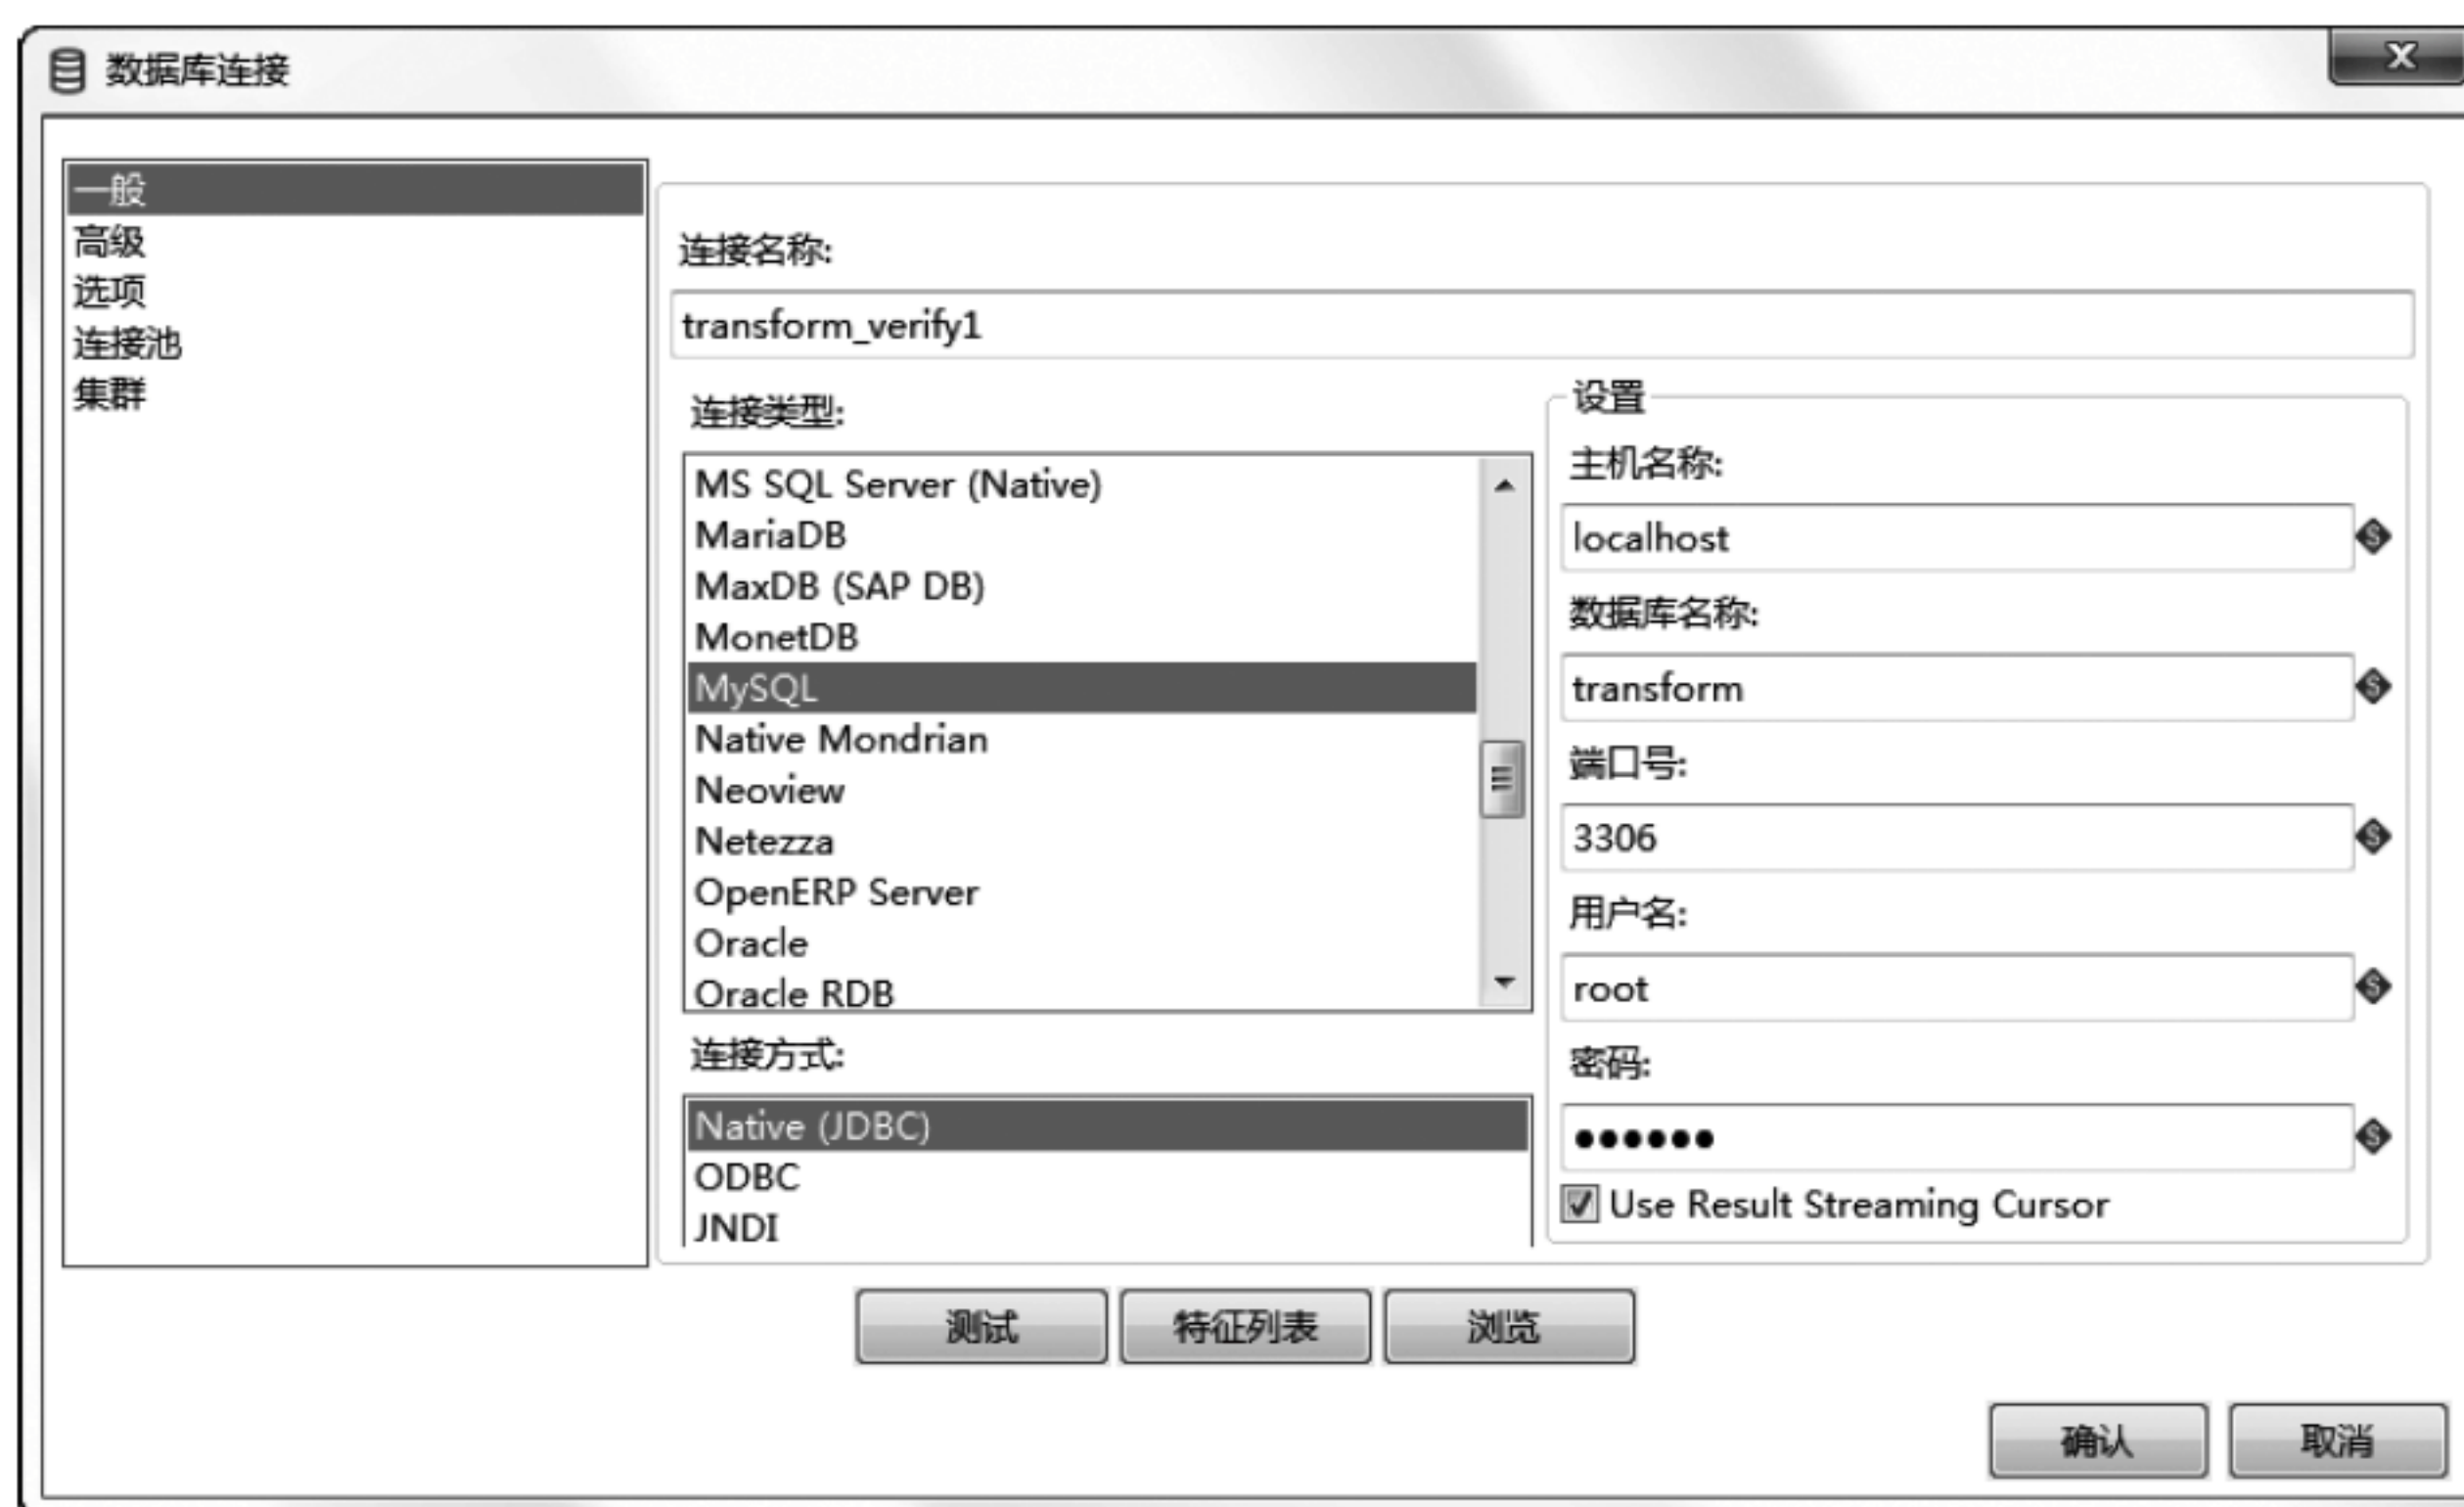 数据库连接
一般
高级
选项
连接池
集群
连接名称:
transform_verify1
连接类型:
MS SQL Server (Native)
MariaDB
MaxDB (SAP DB)
MonetDB
MySQL
Native Mondrian
Neoview
Netezza
OpenERP Server
Oracle
Oracle RDB
连接方式:
Native (JDBC)
ODBC
JNDI
设置
主机名称:
localhost
数据库名称:
transform
端口号:
3306
用户名:
root
密码:
●●●●●●
Use Result Streaming Cursor
测试 特征列表 浏览
确认 取消